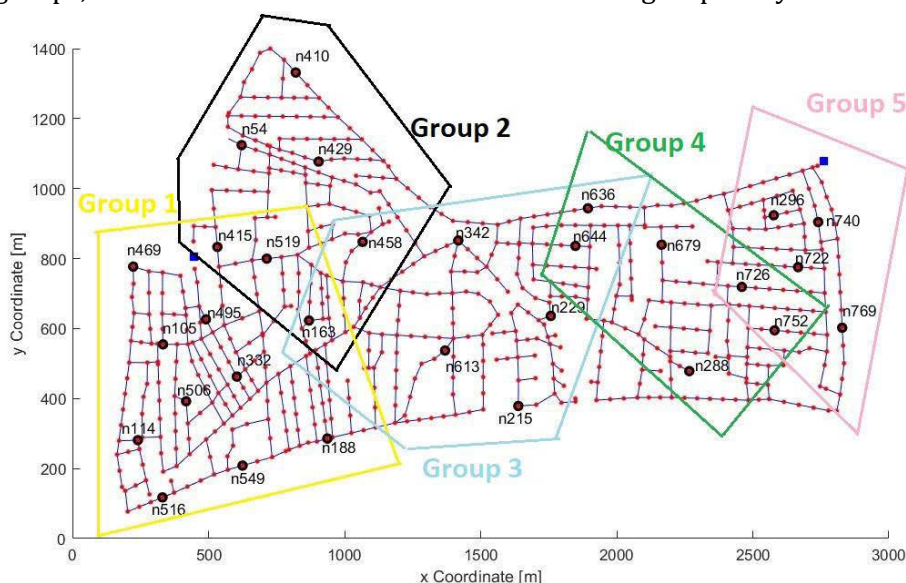 1400
n410
1200
Group 5
n54
Group 2
Group 4
n429
1000
n636
n296
Group 1
n740
n415
n519
n458
n342
n644
n679
n722
800
n469
n726
n495
n229
n769
600
n105
n163
n752
n332
n613
n288
400
n506
n114
n215
n188
Group 3
200
n549
n516
0
0 500 1000 1500 2000 2500 3000
x Coordinate [m]
y Coordinate [m]